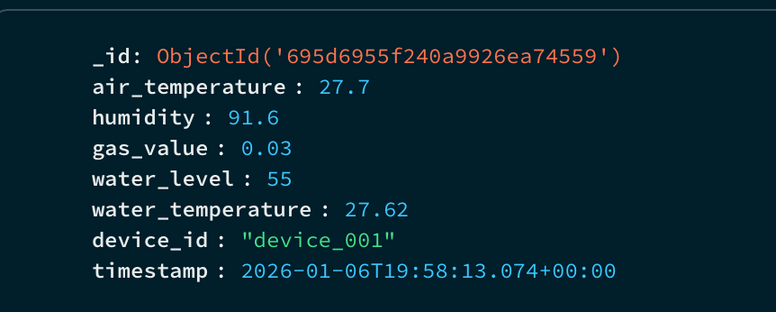 _id: ObjectId('695d6955f240a9926ea74559')
air_temperature : 27.7
humidity : 91.6
gas_value : 0.03
water_level : 55
water_temperature : 27.62
device_id : "device_001"
timestamp : 2026-01-06T19:58:13.074+00:00